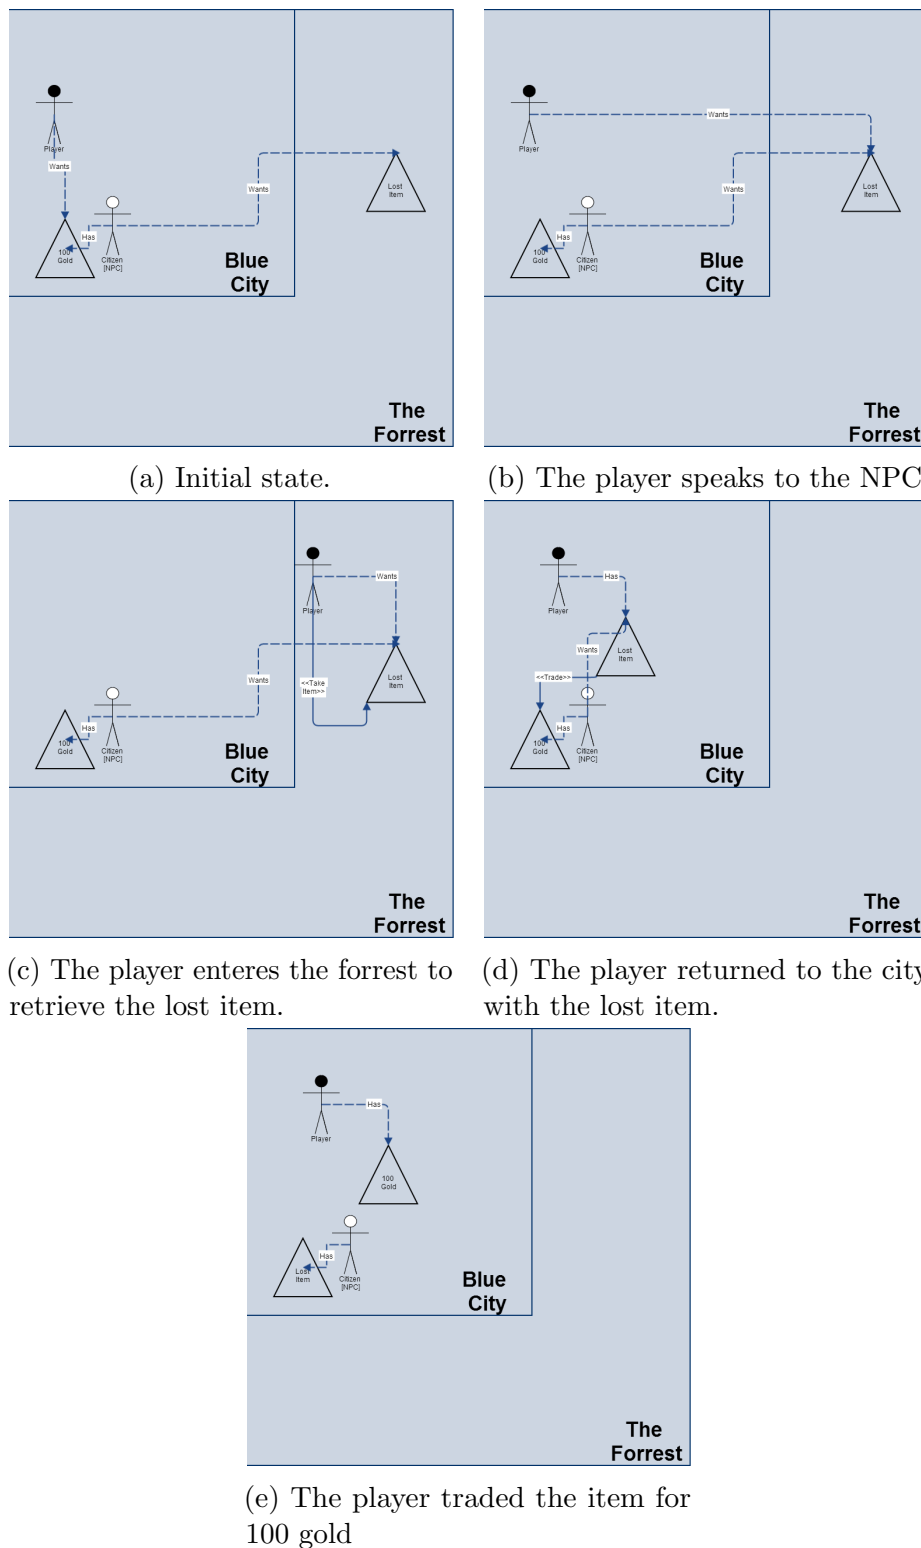 Player
Wants
Wants
Lost
Item
Has
100
Gold
Citizen
[NPC]
Blue
City
The
Forrest
(a) Initial state.
Wants
Player
Wants
Lost
Item
Has
100
Gold
Citizen
[NPC]
Blue
City
The
Forrest
(b) The player speaks to the NPC
Wants
Player
Wants
Lost
Item
<<Take
Item>>
Has
100
Gold
Citizen
[NPC]
Blue
City
The
Forrest
(c) The player enteres the forrest to
retrieve the lost item.
Has
Player
Wants
Lost
Item
<<Trade>>
Has
100
Gold
Citizen
[NPC]
Blue
City
The
Forrest
(d) The player returned to the city
with the lost item.
Has
Player
100
Gold
Has
Lost
Item
Citizen
[NPC]
Blue
City
The
Forrest
(e) The player traded the item for
100 gold